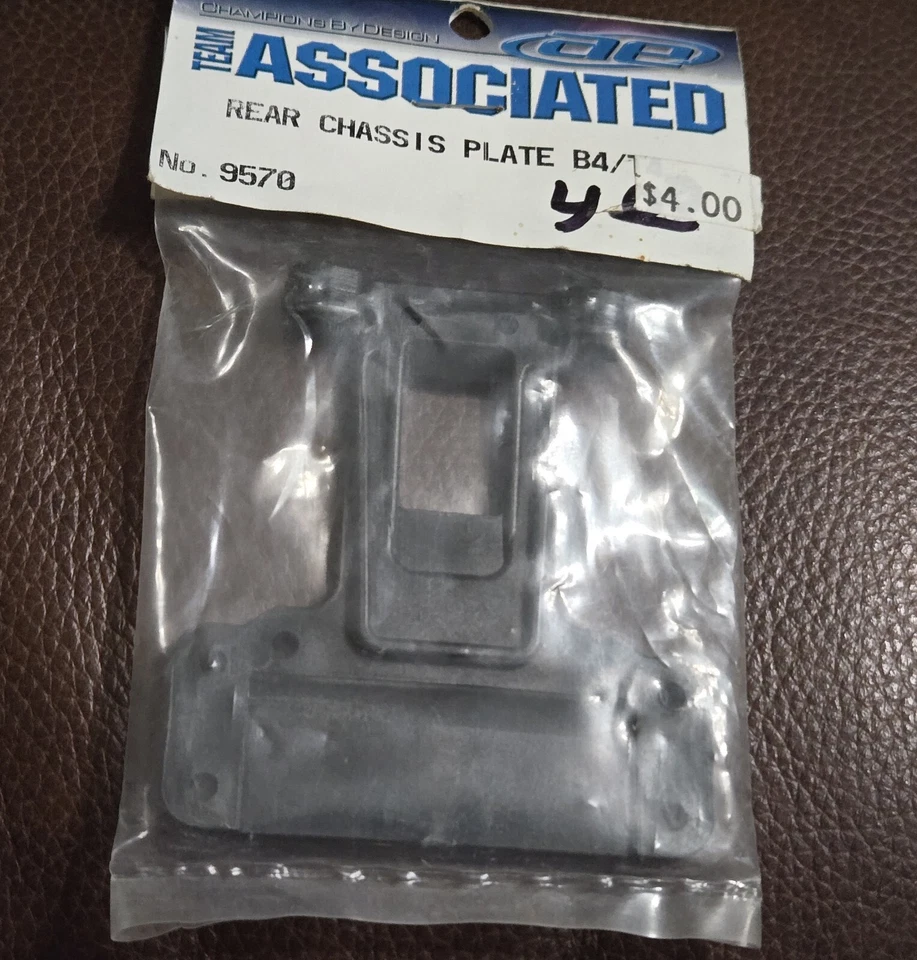 CHAMPIONS BY DESIGN
ae
TEAM ASSOCIATED
REAR CHASSIS PLATE B4/
No. 9570
$4.00